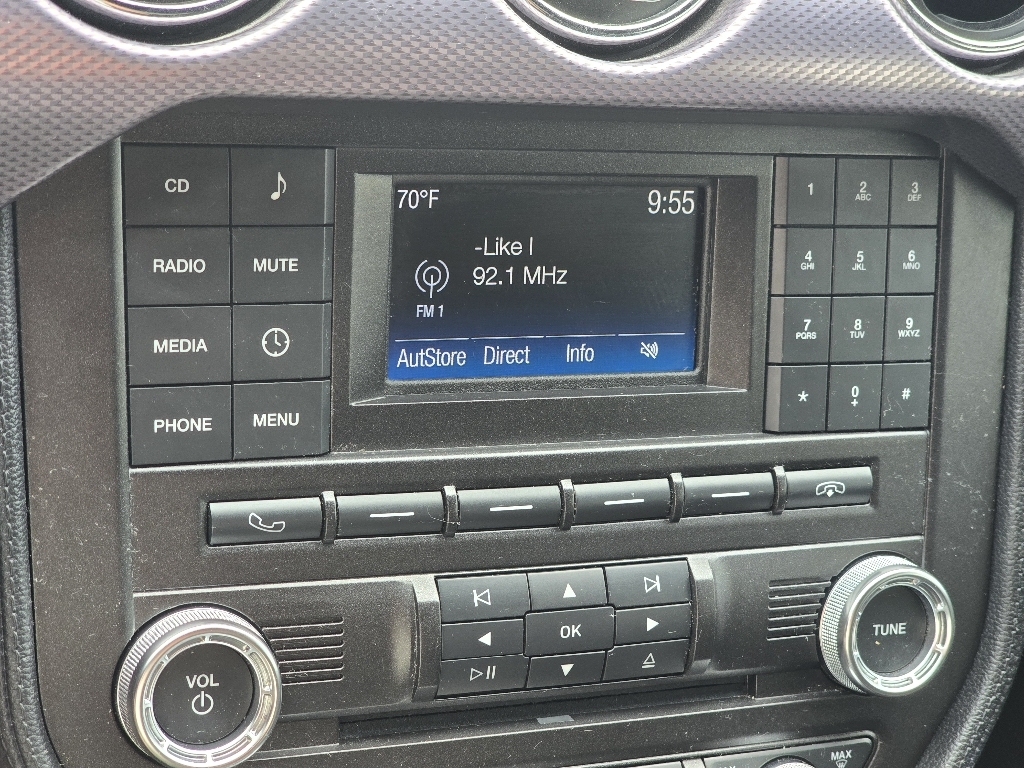 CD
RADIO MUTE
MEDIA
PHONE MENU
70°F 9:55
-Like I
92.1 MHz
FM 1
AutStore Direct Info
1 2 3
ABC DEF
4 5 6
GHI JKL MNO
7 8 9
PQRS TUV WXYZ
* 0 #
+
OK
VOL
TUNE
MAX